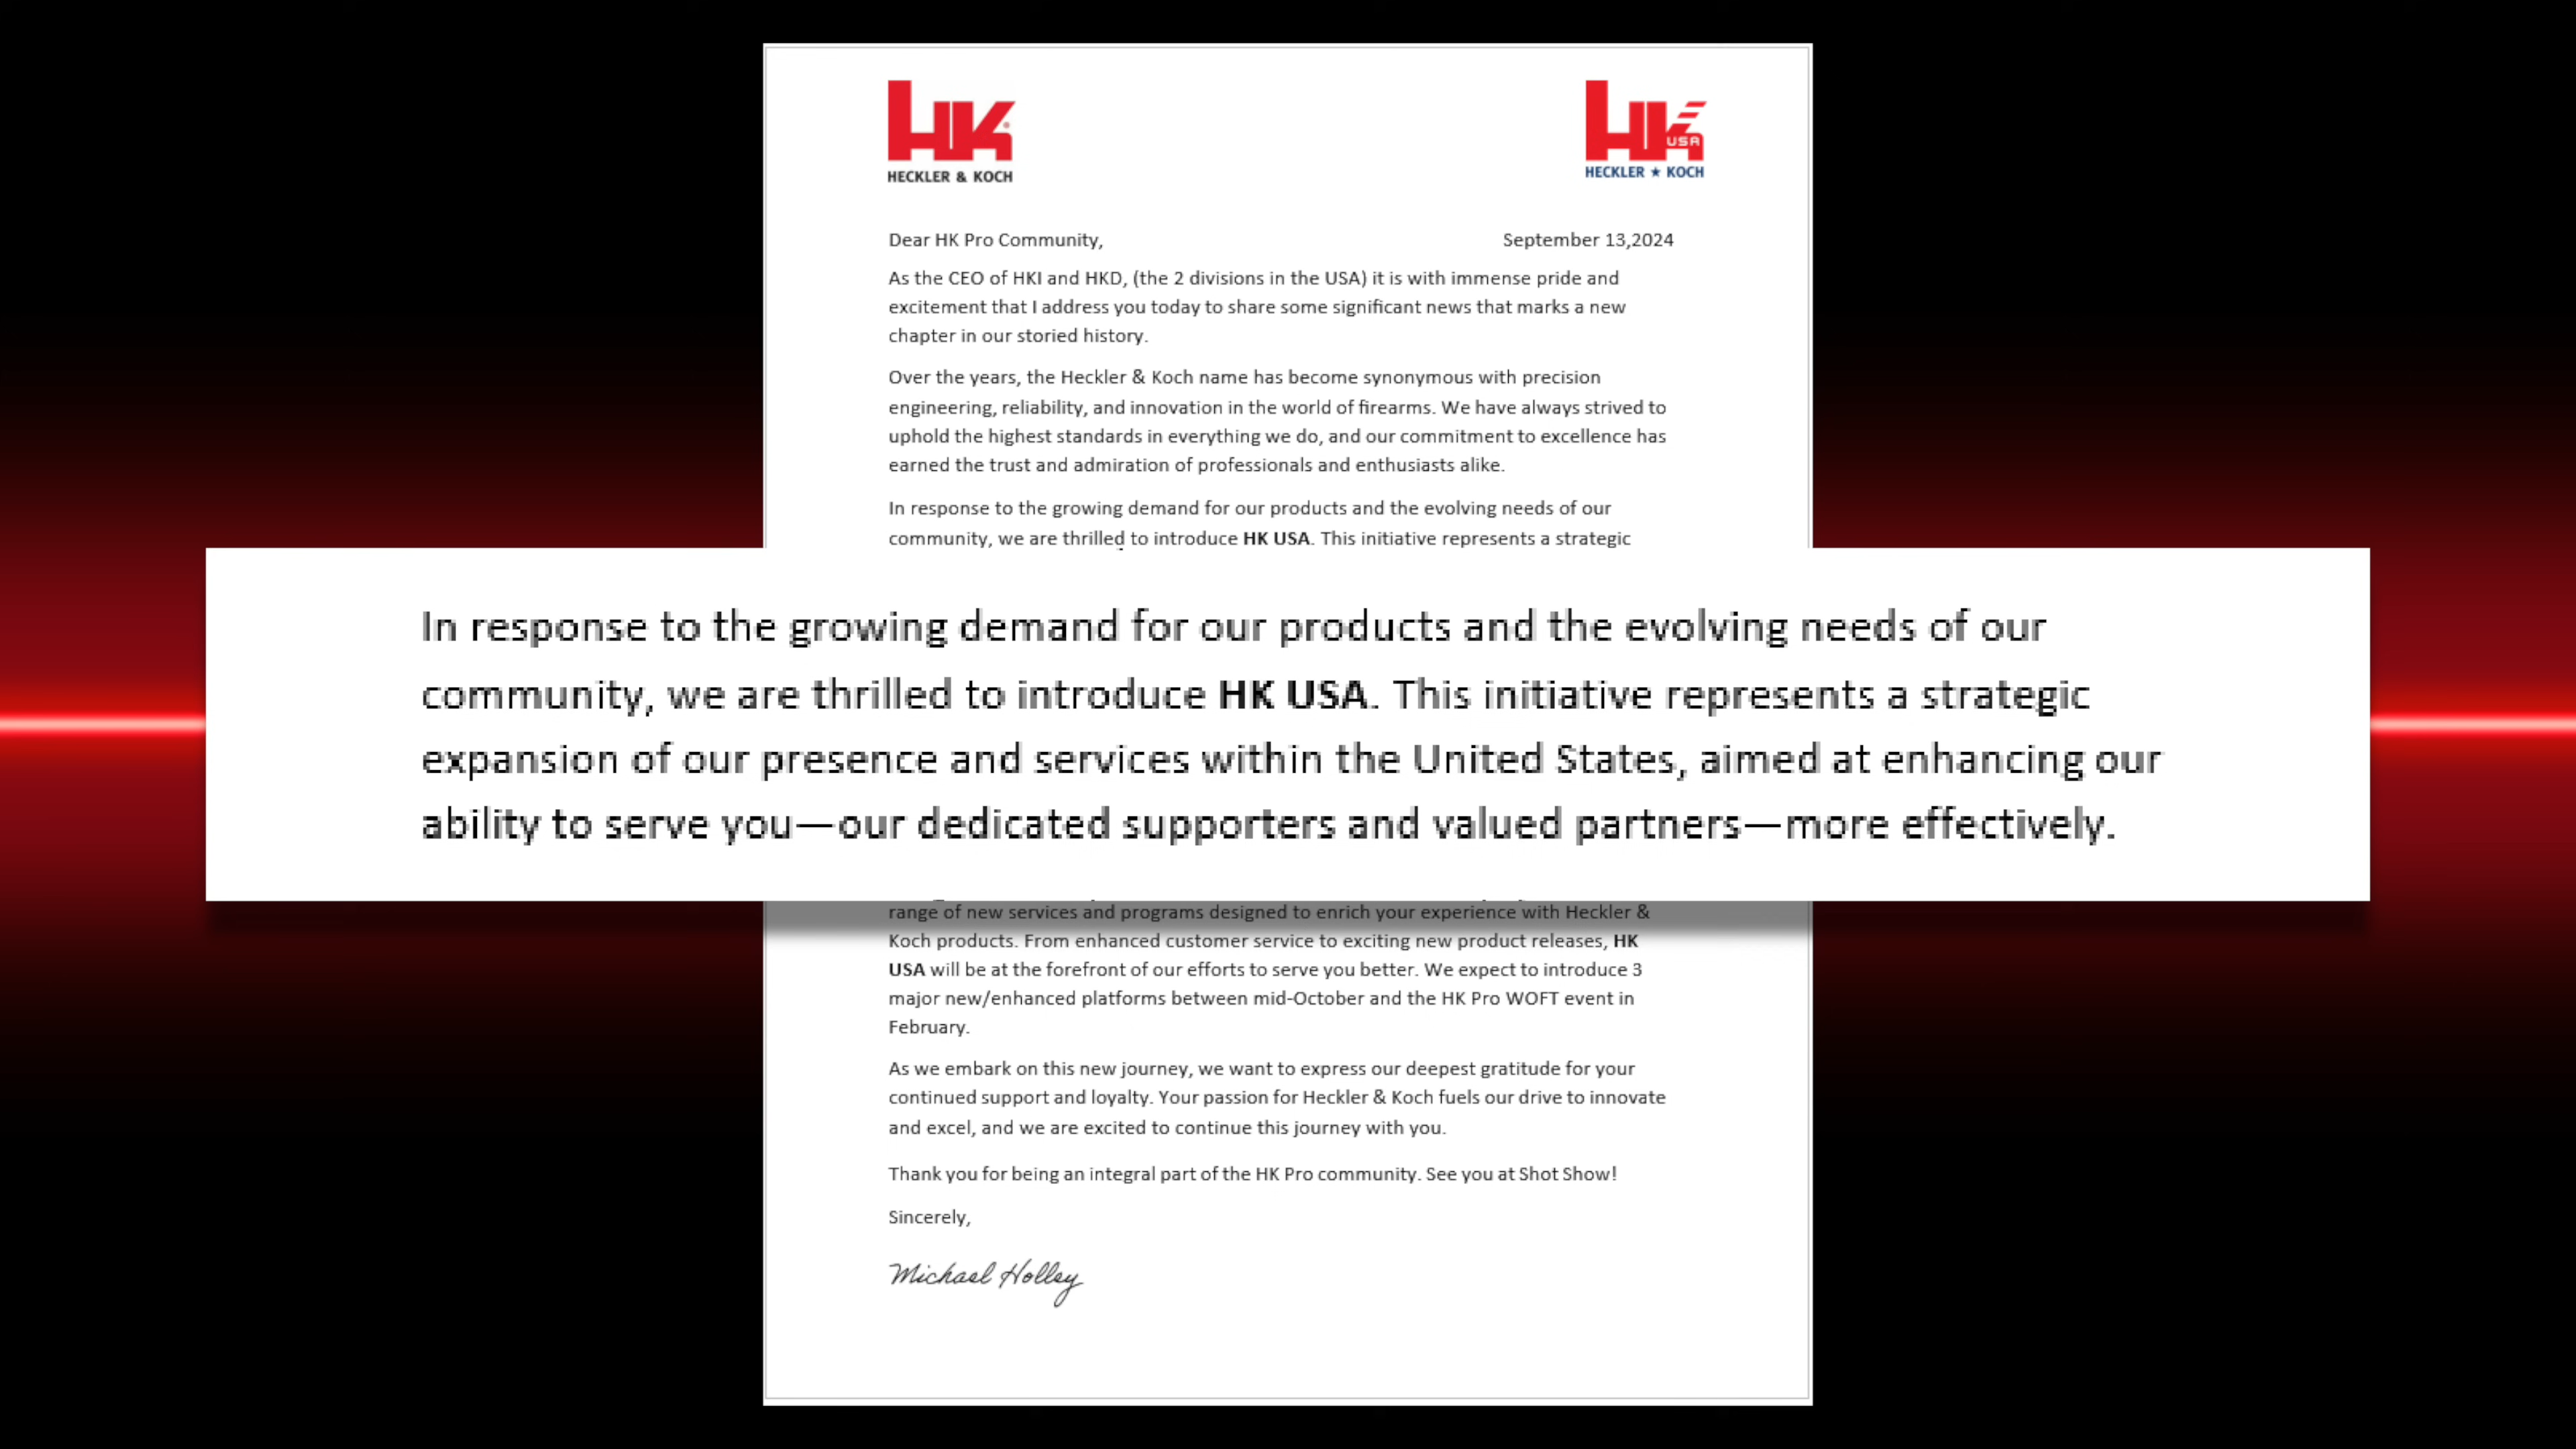 HK
HECKLER & KOCH
HK USA
HECKLER ★ KOCH
Dear HK Pro Community, September 13,2024
As the CEO of HKI and HKD, (the 2 divisions in the USA) it is with immense pride and
excitement that I address you today to share some significant news that marks a new
chapter in our storied history.
Over the years, the Heckler & Koch name has become synonymous with precision
engineering, reliability, and innovation in the world of firearms. We have always strived to
uphold the highest standards in everything we do, and our commitment to excellence has
earned the trust and admiration of professionals and enthusiasts alike.
In response to the growing demand for our products and the evolving needs of our
community, we are thrilled to introduce HK USA. This initiative represents a strategic
In response to the growing demand for our products and the evolving needs of our
community, we are thrilled to introduce HK USA. This initiative represents a strategic
expansion of our presence and services within the United States, aimed at enhancing our
ability to serve you—our dedicated supporters and valued partners—more effectively.
range of new services and programs designed to enrich your experience with Heckler &
Koch products. From enhanced customer service to exciting new product releases, HK
USA will be at the forefront of our efforts to serve you better. We expect to introduce 3
major new/enhanced platforms between mid-October and the HK Pro WOFT event in
February.
As we embark on this new journey, we want to express our deepest gratitude for your
continued support and loyalty. Your passion for Heckler & Koch fuels our drive to innovate
and excel, and we are excited to continue this journey with you.
Thank you for being an integral part of the HK Pro community. See you at Shot Show!
Sincerely,
Michael Holley